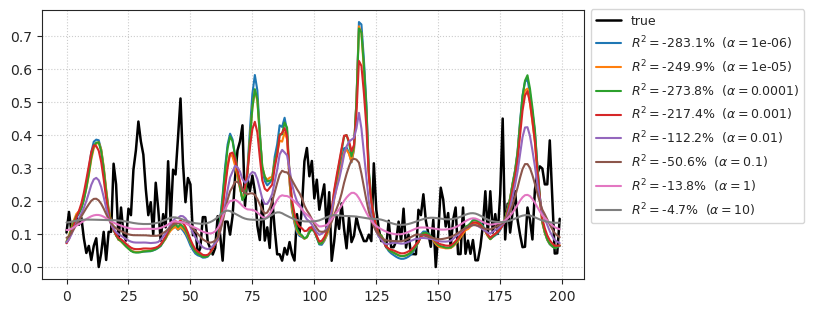 true
R² = -283.1% (α = 1e-06)
R² = -249.9% (α = 1e-05)
R² = -273.8% (α = 0.0001)
R² = -217.4% (α = 0.001)
R² = -112.2% (α = 0.01)
R² = -50.6% (α = 0.1)
R² = -13.8% (α = 1)
R² = -4.7% (α = 10)
0.7
0.6
0.5
0.4
0.3
0.2
0.1
0.0
0 25 50 75 100 125 150 175 200